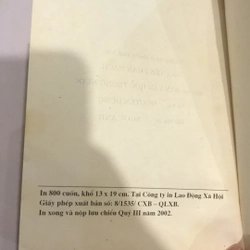 In 800 cuốn, khổ 13 x 19 cm. Tại Công ty in Lao Động Xã Hội
Giấy phép xuất bản số: 8/1535/ CXB – QLXB.
In xong và nộp lưu chiểu Quý III năm 2002.